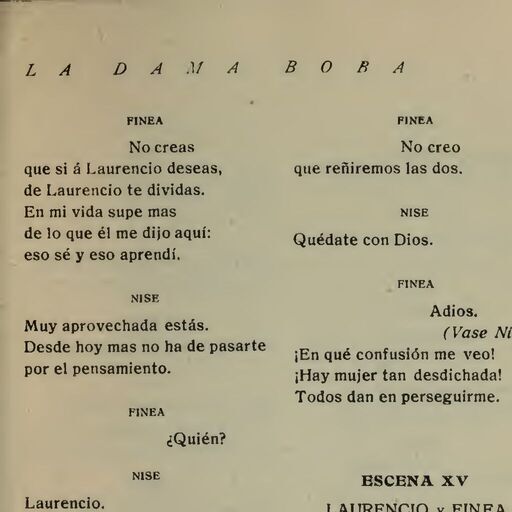 LA DAMA BOBA
FINEA
No creas
que si á Laurencio deseas,
de Laurencio te dividas.
En mi vida supe mas
de lo que él me dijo aquí:
eso sé y eso aprendí.
NISE
Muy aprovechada estás.
Desde hoy mas no ha de pasarte
por el pensamiento.
FINEA
¿Quién?
NISE
Laurencio.
FINEA
No creo
que reñiremos las dos.
NISE
Quédate con Dios.
FINEA
Adios.
(Vase Ni
¡En qué confusión me veo!
¡Hay mujer tan desdichada!
Todos dan en perseguirme.
ESCENA XV
LAURENCIO y FINEA